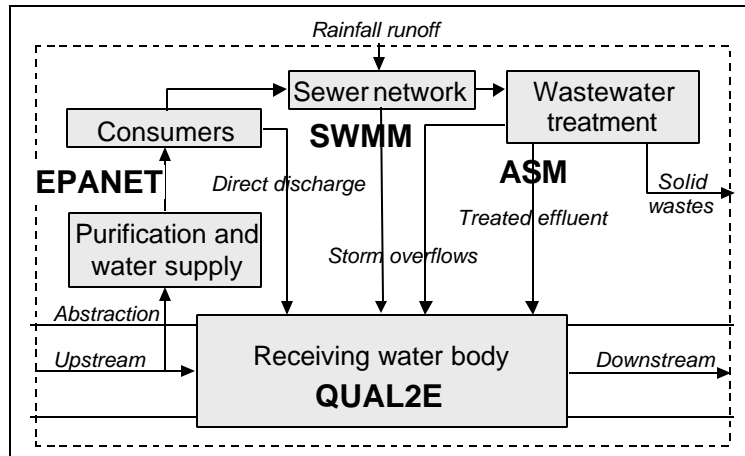 Rainfall runoff
Sewer network
SWMM
Wastewater
treatment
ASM
Consumers
EPANET
Direct discharge
Solid
wastes
Treated effluent
Purification and
water supply
Storm overflows
Abstraction
Upstream
Receiving water body
QUAL2E
Downstream